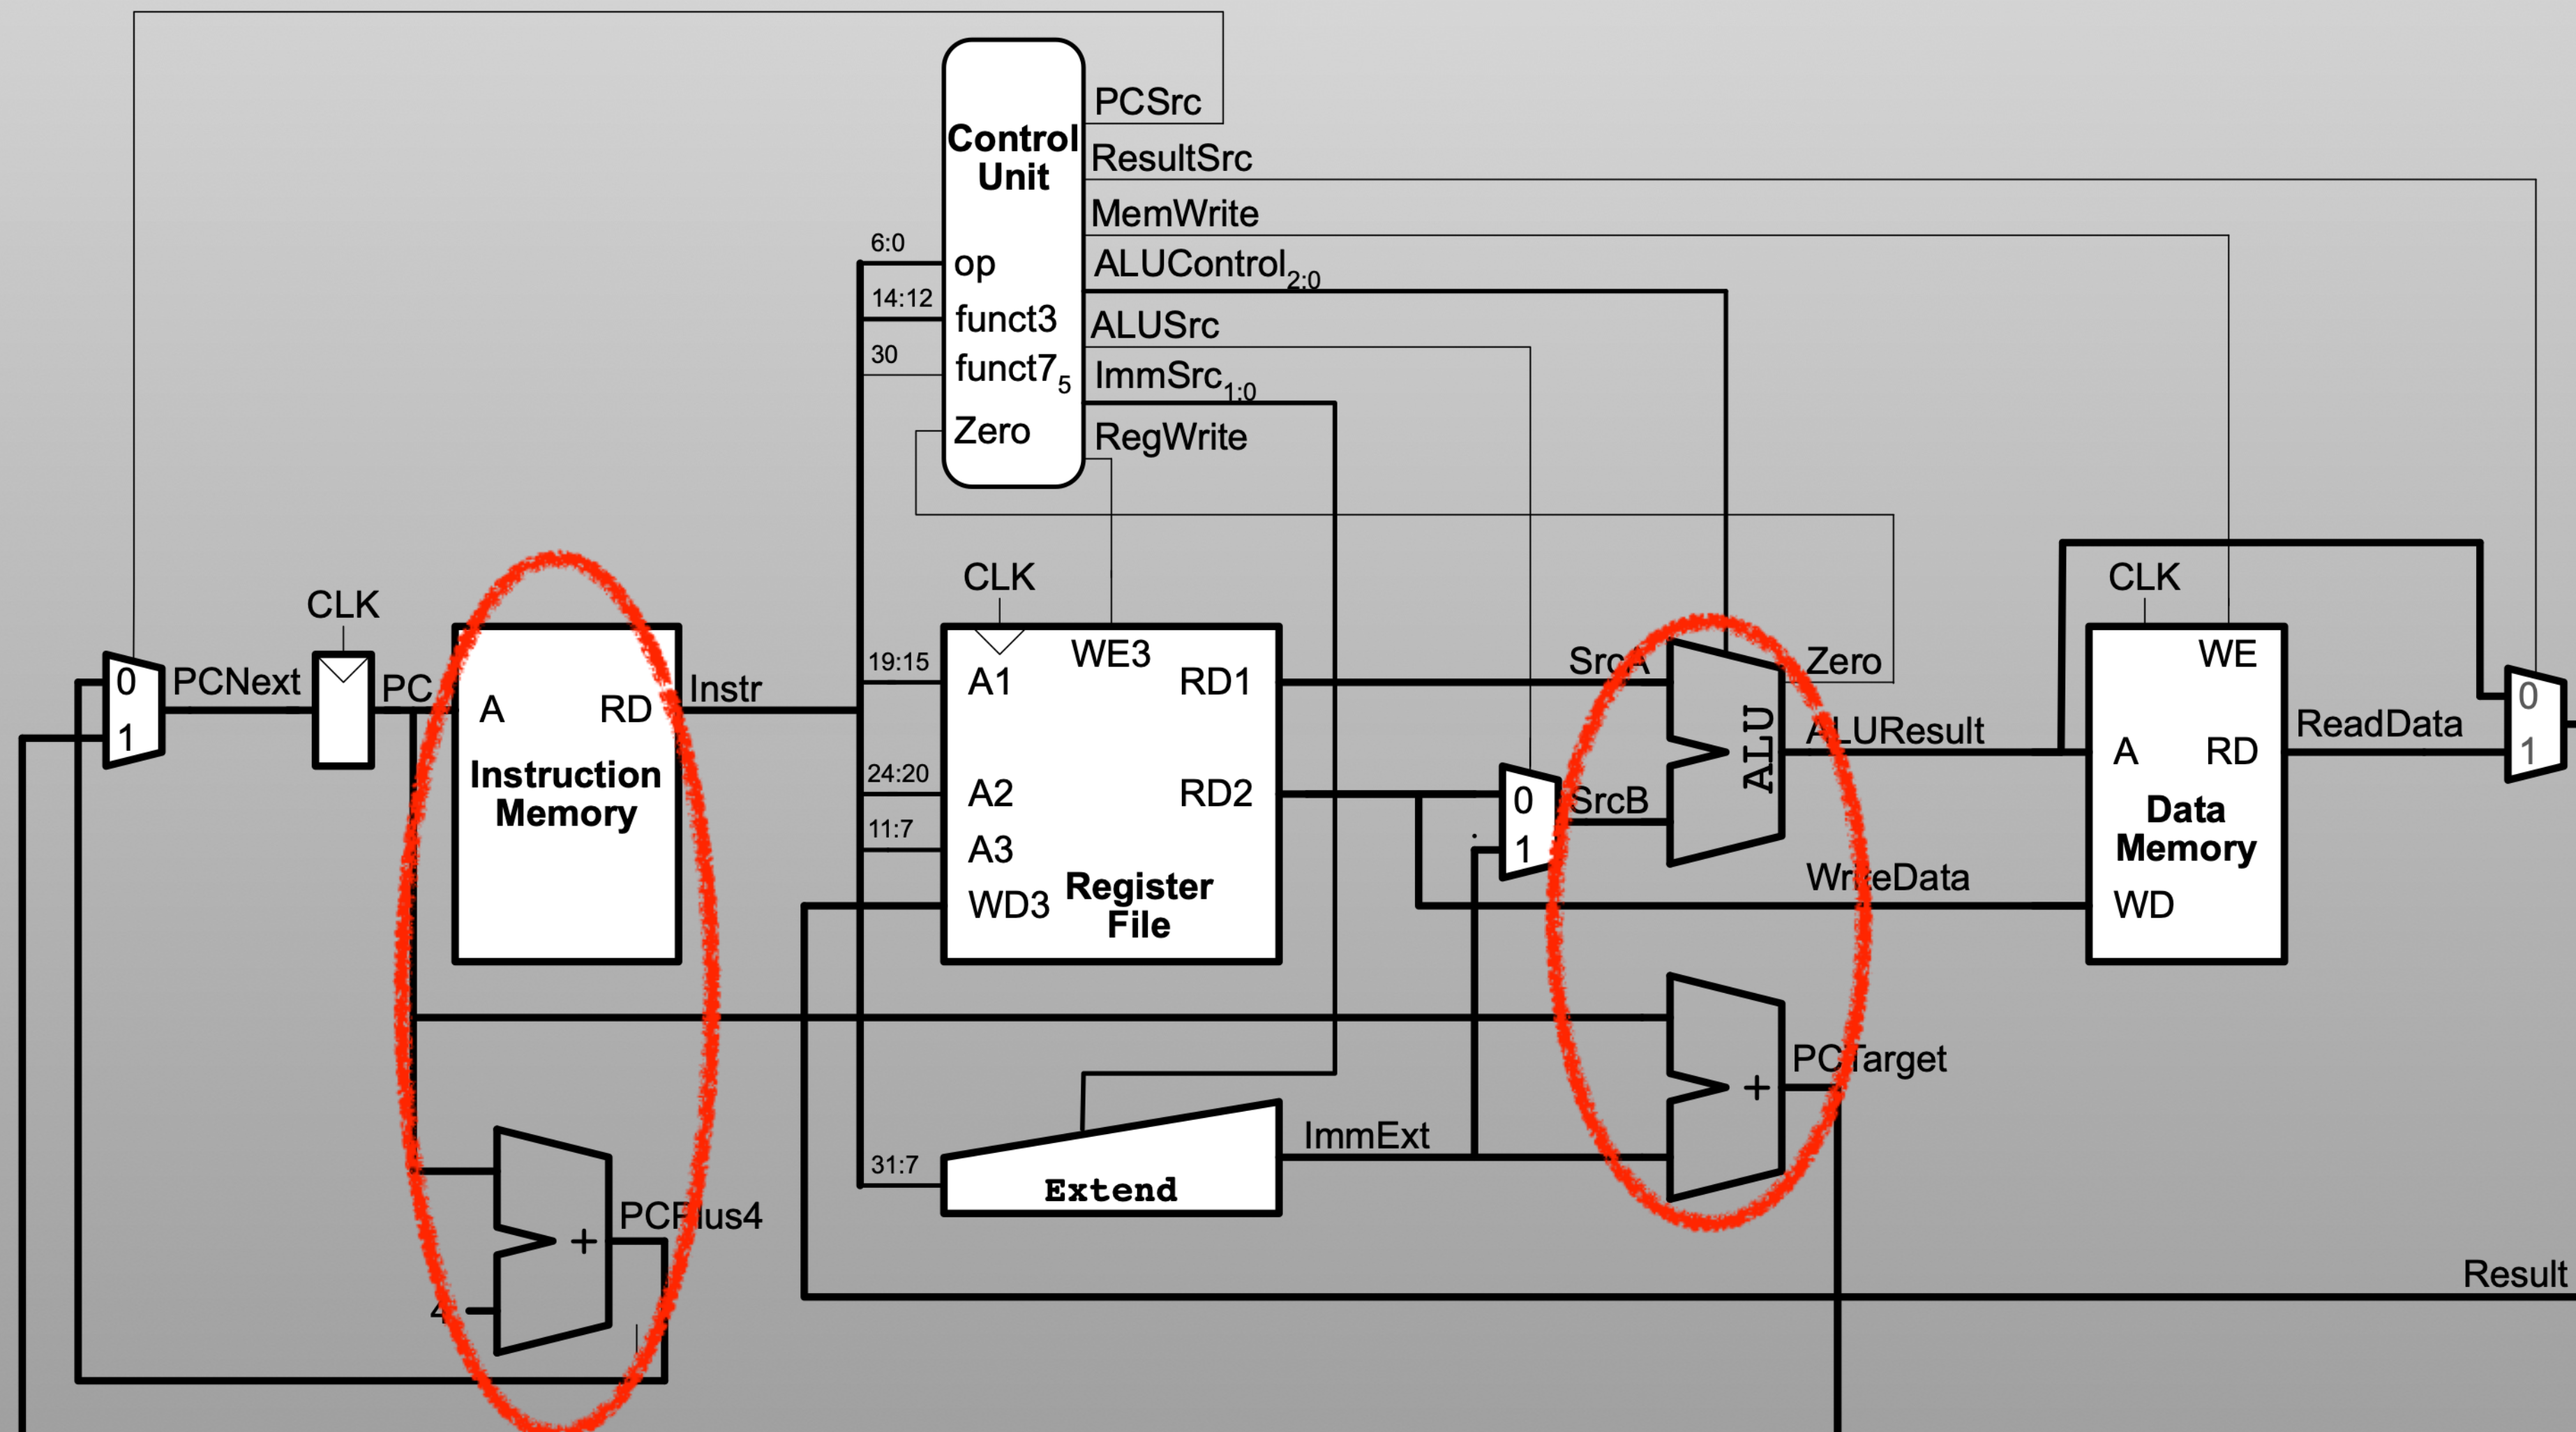 PCSrc
Control
Unit
ResultSrc
MemWrite
6:0
op
ALUControl2:0
14:12
funct3
ALUSrc
30
funct75
ImmSrc1:0
Zero
RegWrite
CLK
CLK
CLK
0
1
PCNext
PC
A
RD
Instruction
Memory
Instr
19:15
A1
WE3
RD1
24:20
A2
RD2
11:7
A3
WD3
Register
File
SrcA
0
1
SrcB
ALU
Zero
ALUResult
WriteData
WE
A
RD
Data
Memory
WD
ReadData
0
1
PCTarget
+
ImmExt
31:7
Extend
PCPlus4
+
4
Result